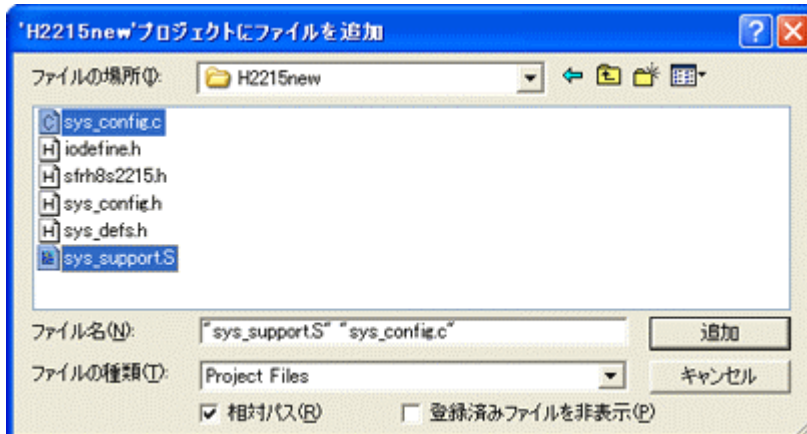 'H2215new'プロジェクトにファイルを追加
ファイルの場所(I): H2215new
sys_config.c
iodefine.h
sfrh8s2215.h
sys_config.h
sys_defs.h
sys_support.S
ファイル名(N): "sys_support.S" "sys_config.c" 追加
ファイルの種類(T): Project Files キャンセル
相対パス(R) 登録済みファイルを非表示(P)